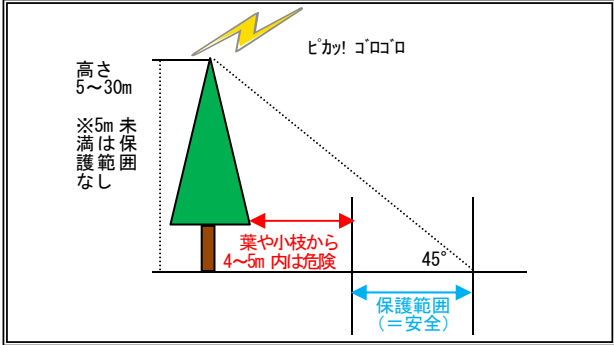 ﾋﾟｶｯ! ｺﾞﾛｺﾞﾛ
高さ
5～30m
※5m 未
満は保
護範囲
なし
葉や小枝から
4～5m 内は危険
45°
保護範囲
(＝安全)